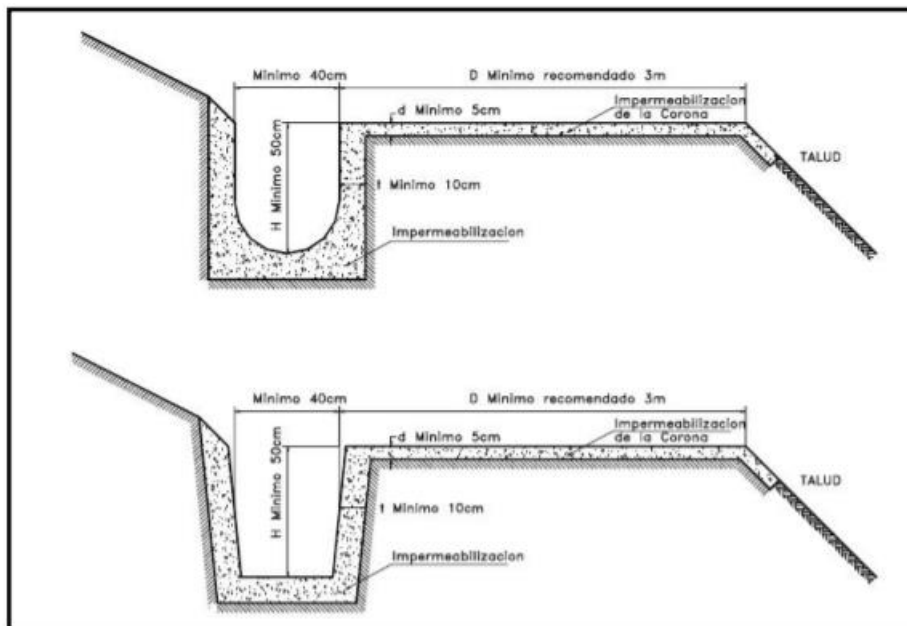 Minimo 40cm
D Minimo recomendado 3m
d Minimo 5cm
Impermeabilizacion
de la Corona
H Minimo 50cm
TALUD
t Minimo 10cm
Impermeabilizacion
Minimo 40cm
D Minimo recomendado 3m
d Minimo 5cm
Impermeabilizacion
de la Corona
H Minimo 50cm
TALUD
t Minimo 10cm
Impermeabilizacion